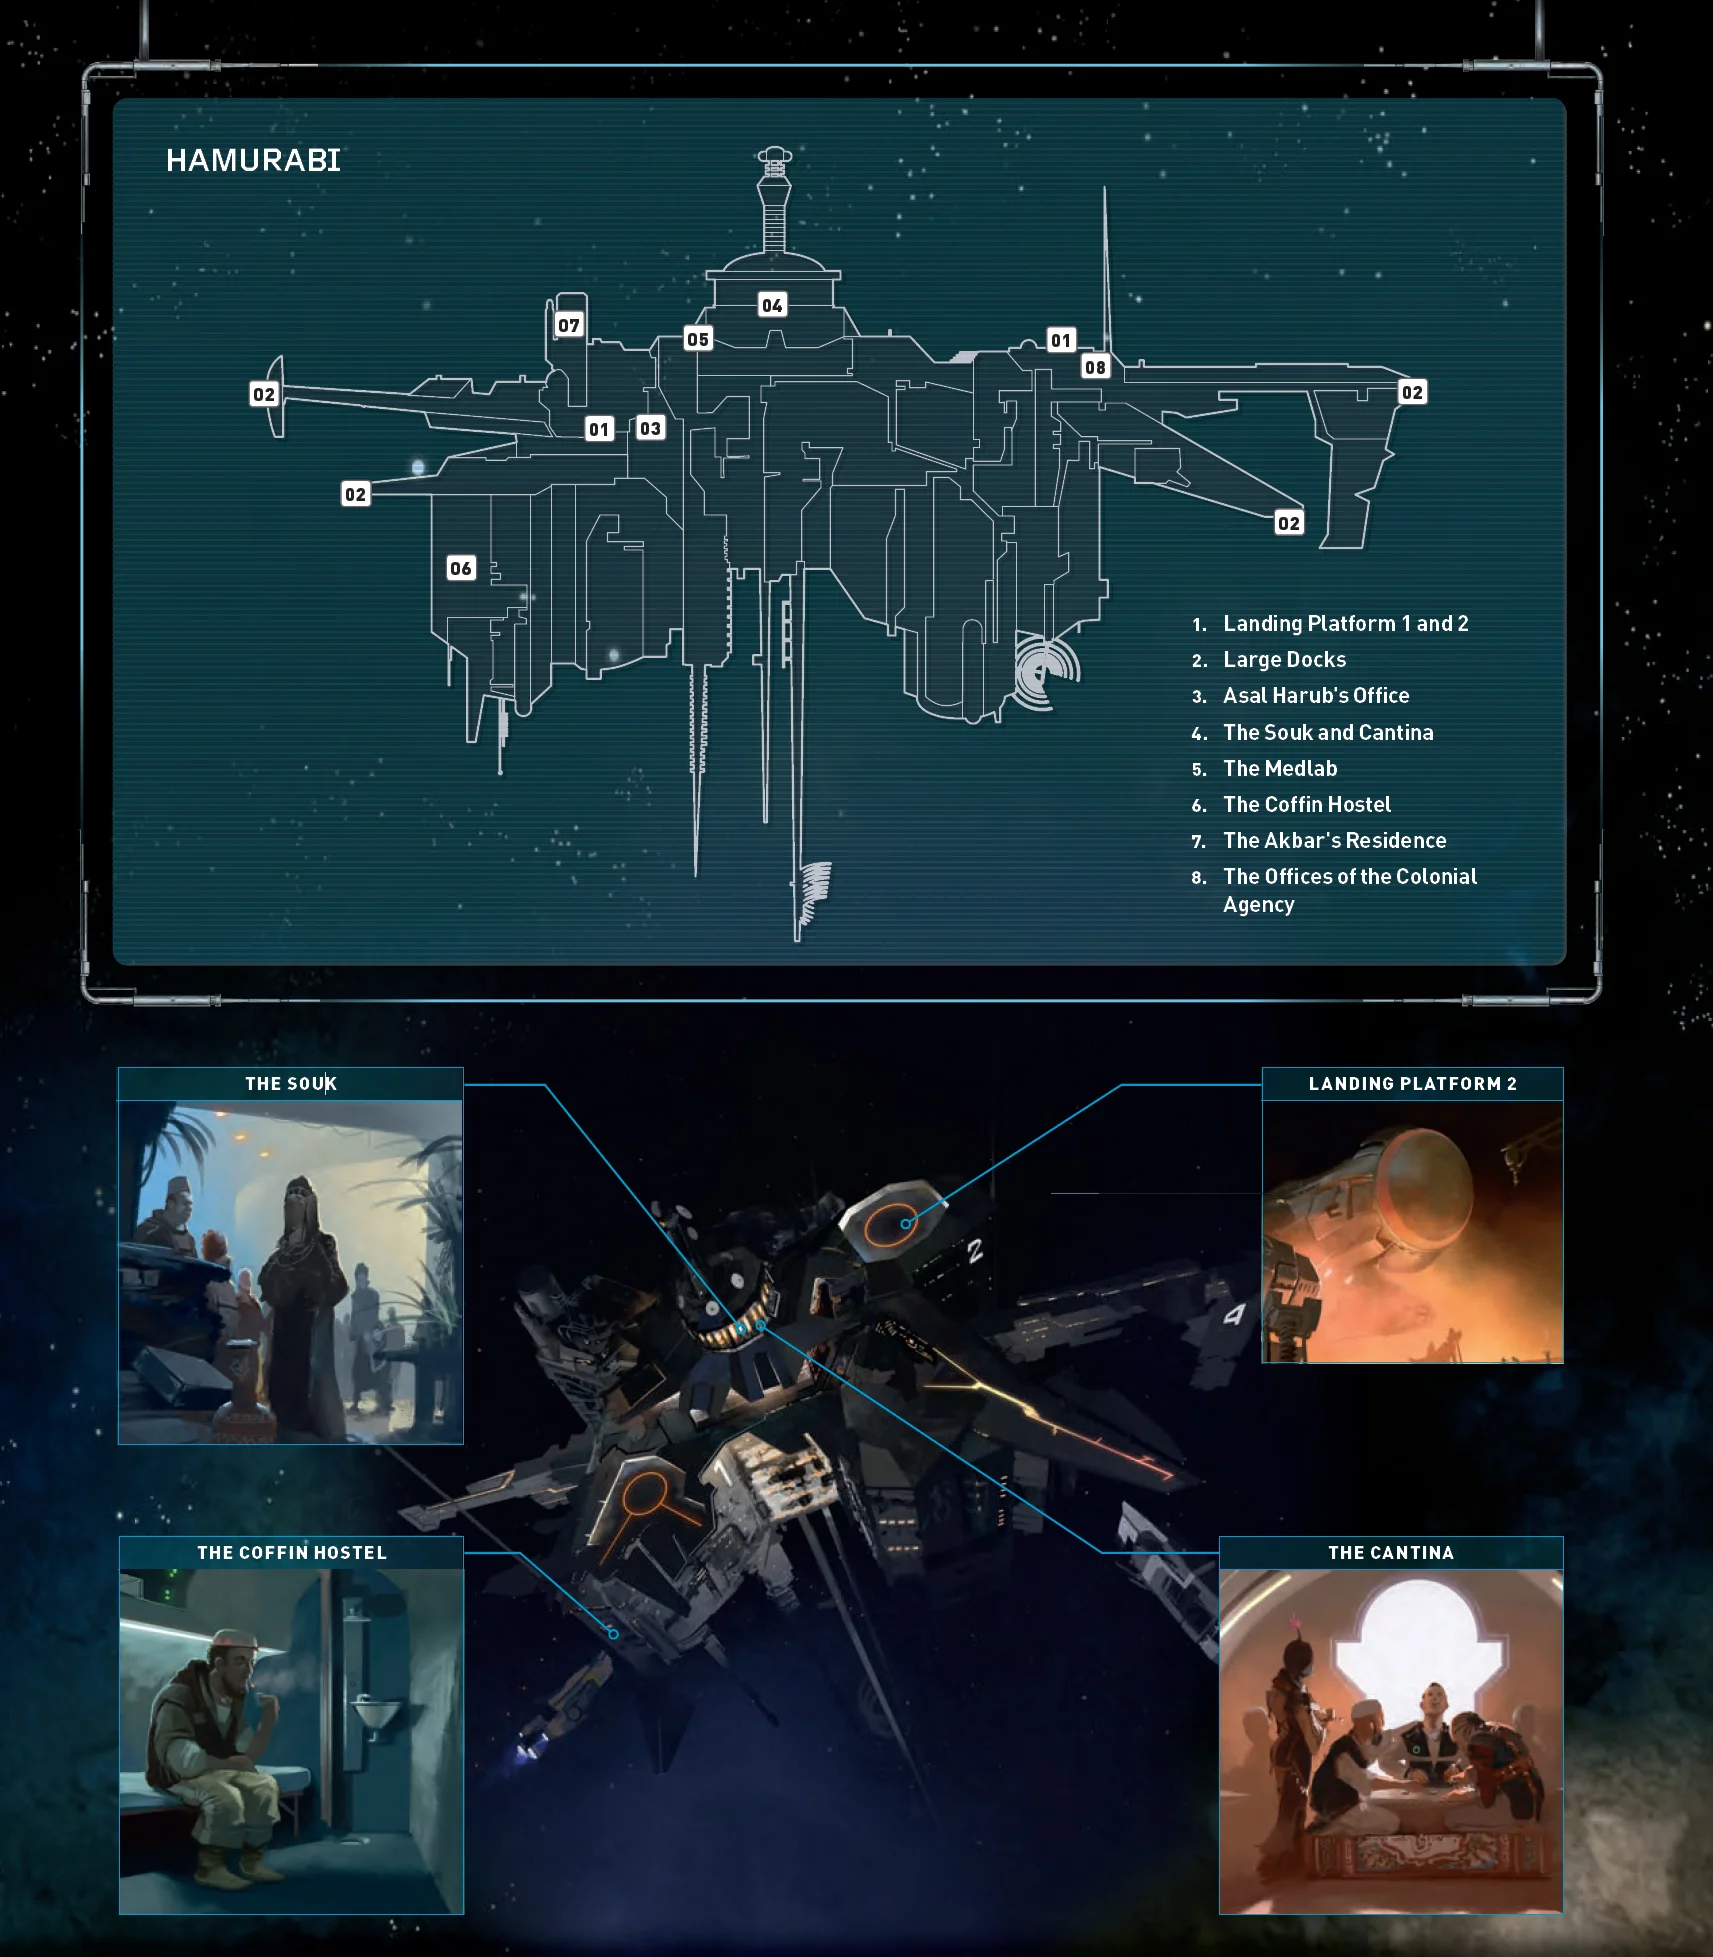 HAMURABI
04
07
05
01
08
02
02
01
03
02
02
06
1. Landing Platform 1 and 2
2. Large Docks
3. Asal Harub's Office
4. The Souk and Cantina
5. The Medlab
6. The Coffin Hostel
7. The Akbar's Residence
8. The Offices of the Colonial
Agency
THE SOUK
LANDING PLATFORM 2
2
4
THE COFFIN HOSTEL
THE CANTINA